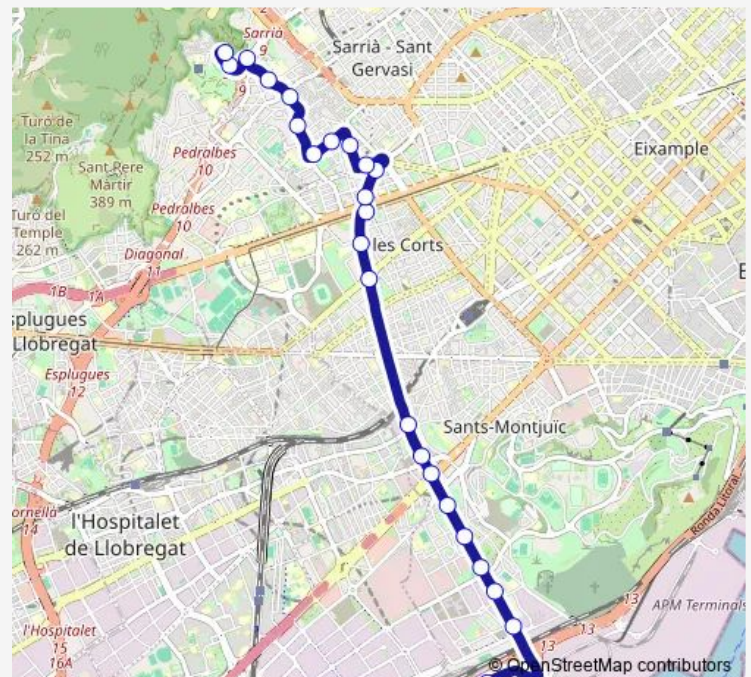 Sarrià
9
2
Sarrià - Sant
Gervasi
9
Turó de
la Tina
252 m
Pedralbes
10
Eixample
Sant Pere
Màrtir
389 m
Turó del
Temple
262 m
Pedralbes
10
Diagonal
11
les Corts
1B
1A
splugues
Llobregat
Esplugues
12
Sants-Montjuïc
ornellà
14
l'Hospitalet
de Llobregat
Ronda Litoral
13
APM Terminals
13
l'Hospitalet
15
16A
13
© OpenStreetMap contributors